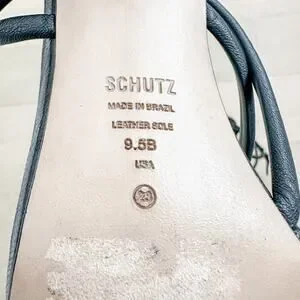 SCHUTZ
MADE IN BRAZIL
LEATHER SOLE
9.5B
USA